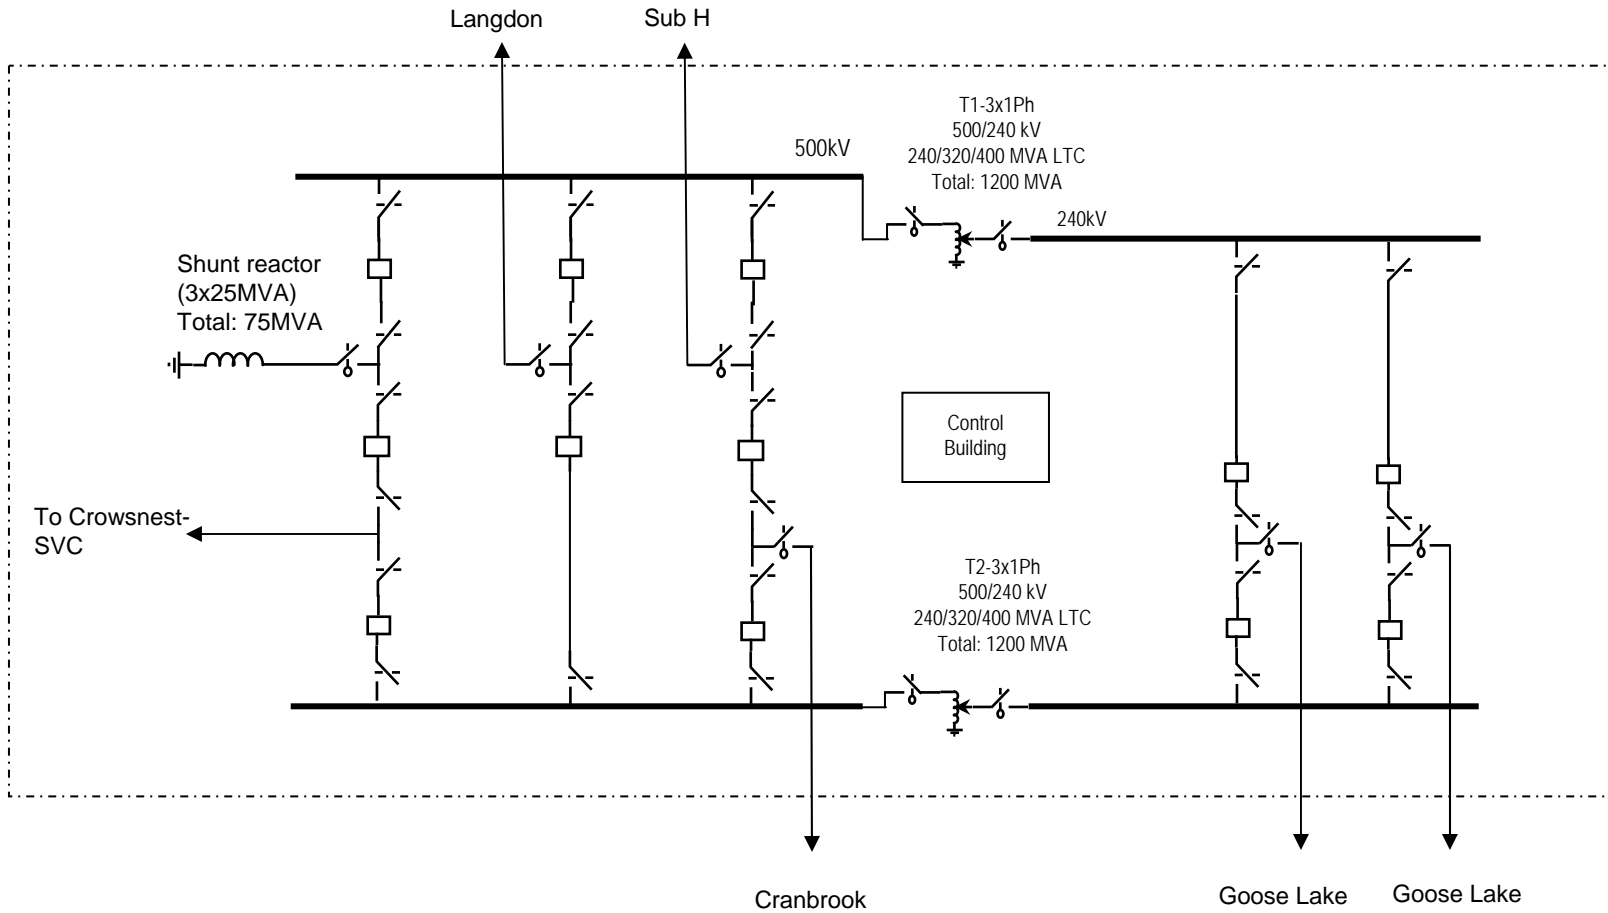 Langdon
Sub H
T1-3x1Ph
500/240 kV
240/320/400 MVA LTC
Total: 1200 MVA
500kV
240kV
Shunt reactor
(3x25MVA)
Total: 75MVA
Control
Building
To Crowsnest-
SVC
T2-3x1Ph
500/240 kV
240/320/400 MVA LTC
Total: 1200 MVA
Cranbrook
Goose Lake
Goose Lake